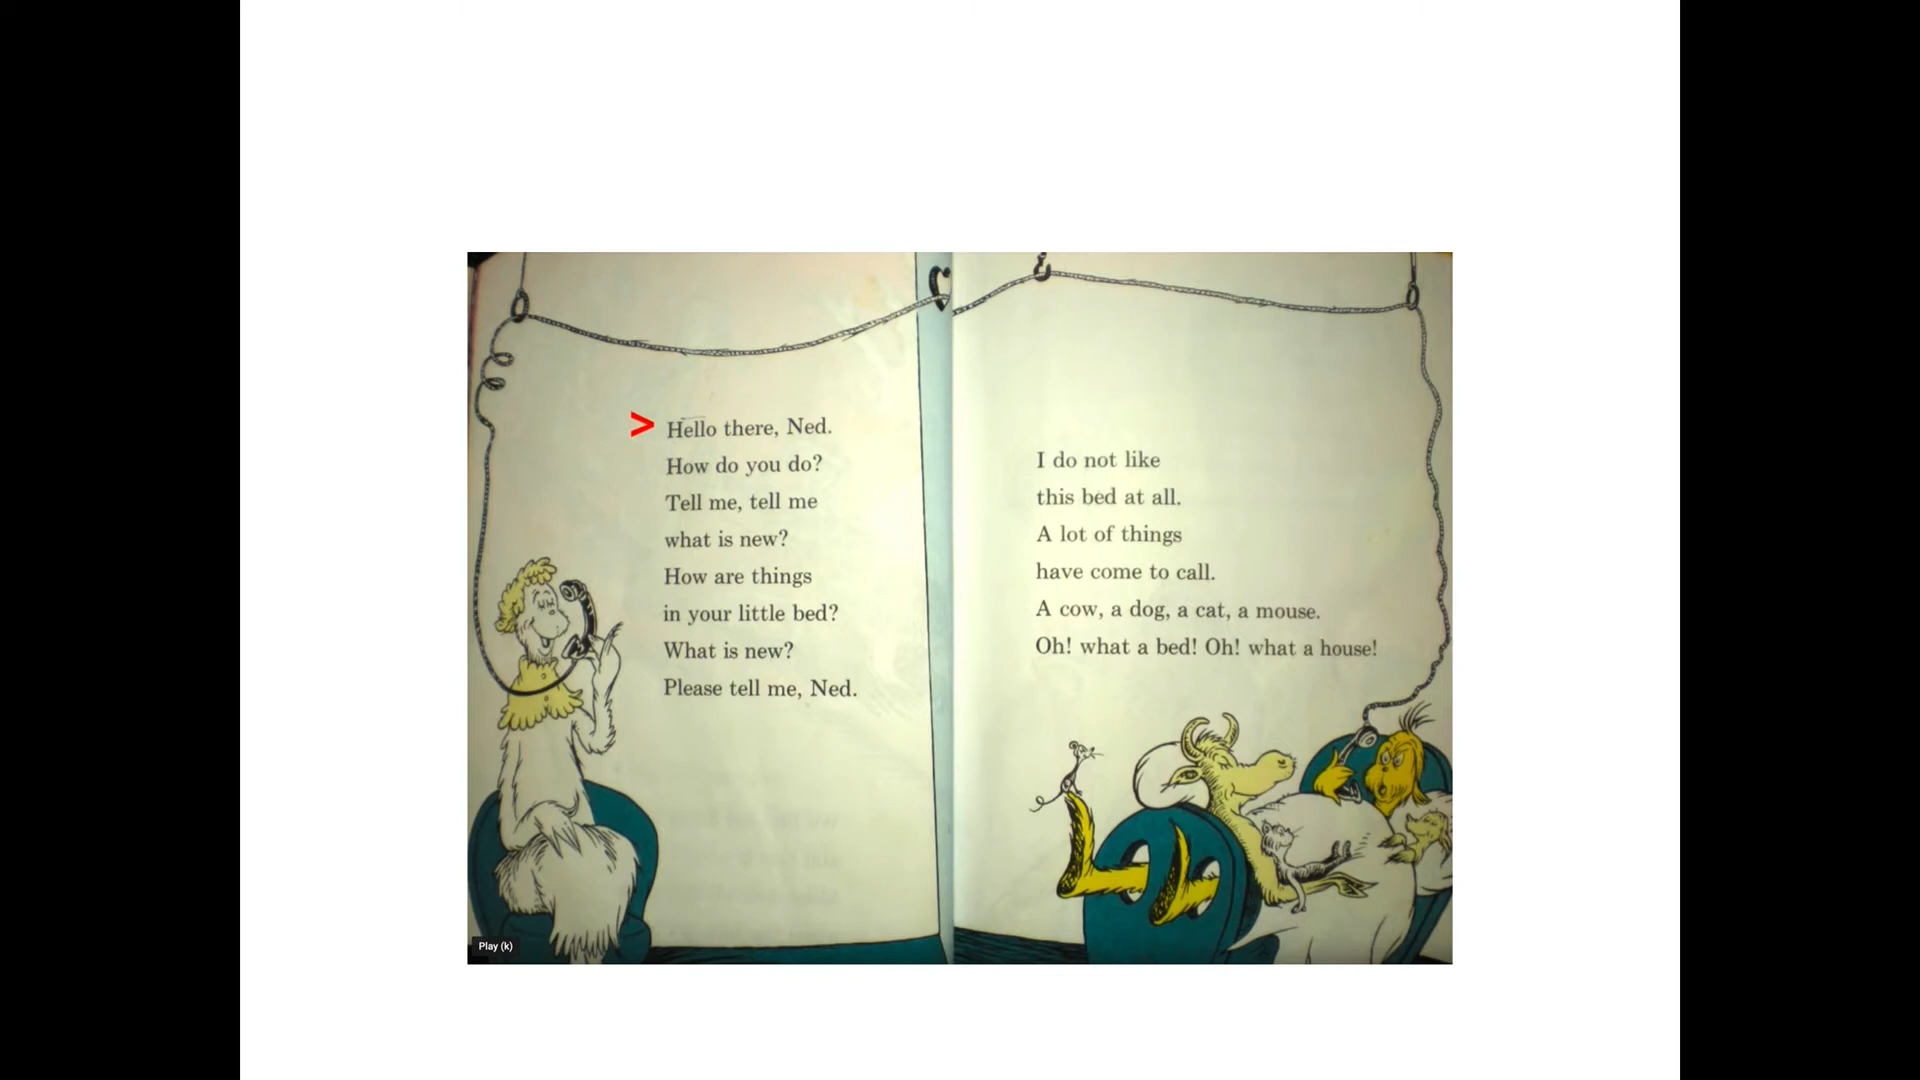 > Hello there, Ned.
How do you do?
Tell me, tell me
what is new?
How are things
in your little bed?
What is new?
Please tell me, Ned.
I do not like
this bed at all.
A lot of things
have come to call.
A cow, a dog, a cat, a mouse.
Oh! what a bed! Oh! what a house!
Play (k)